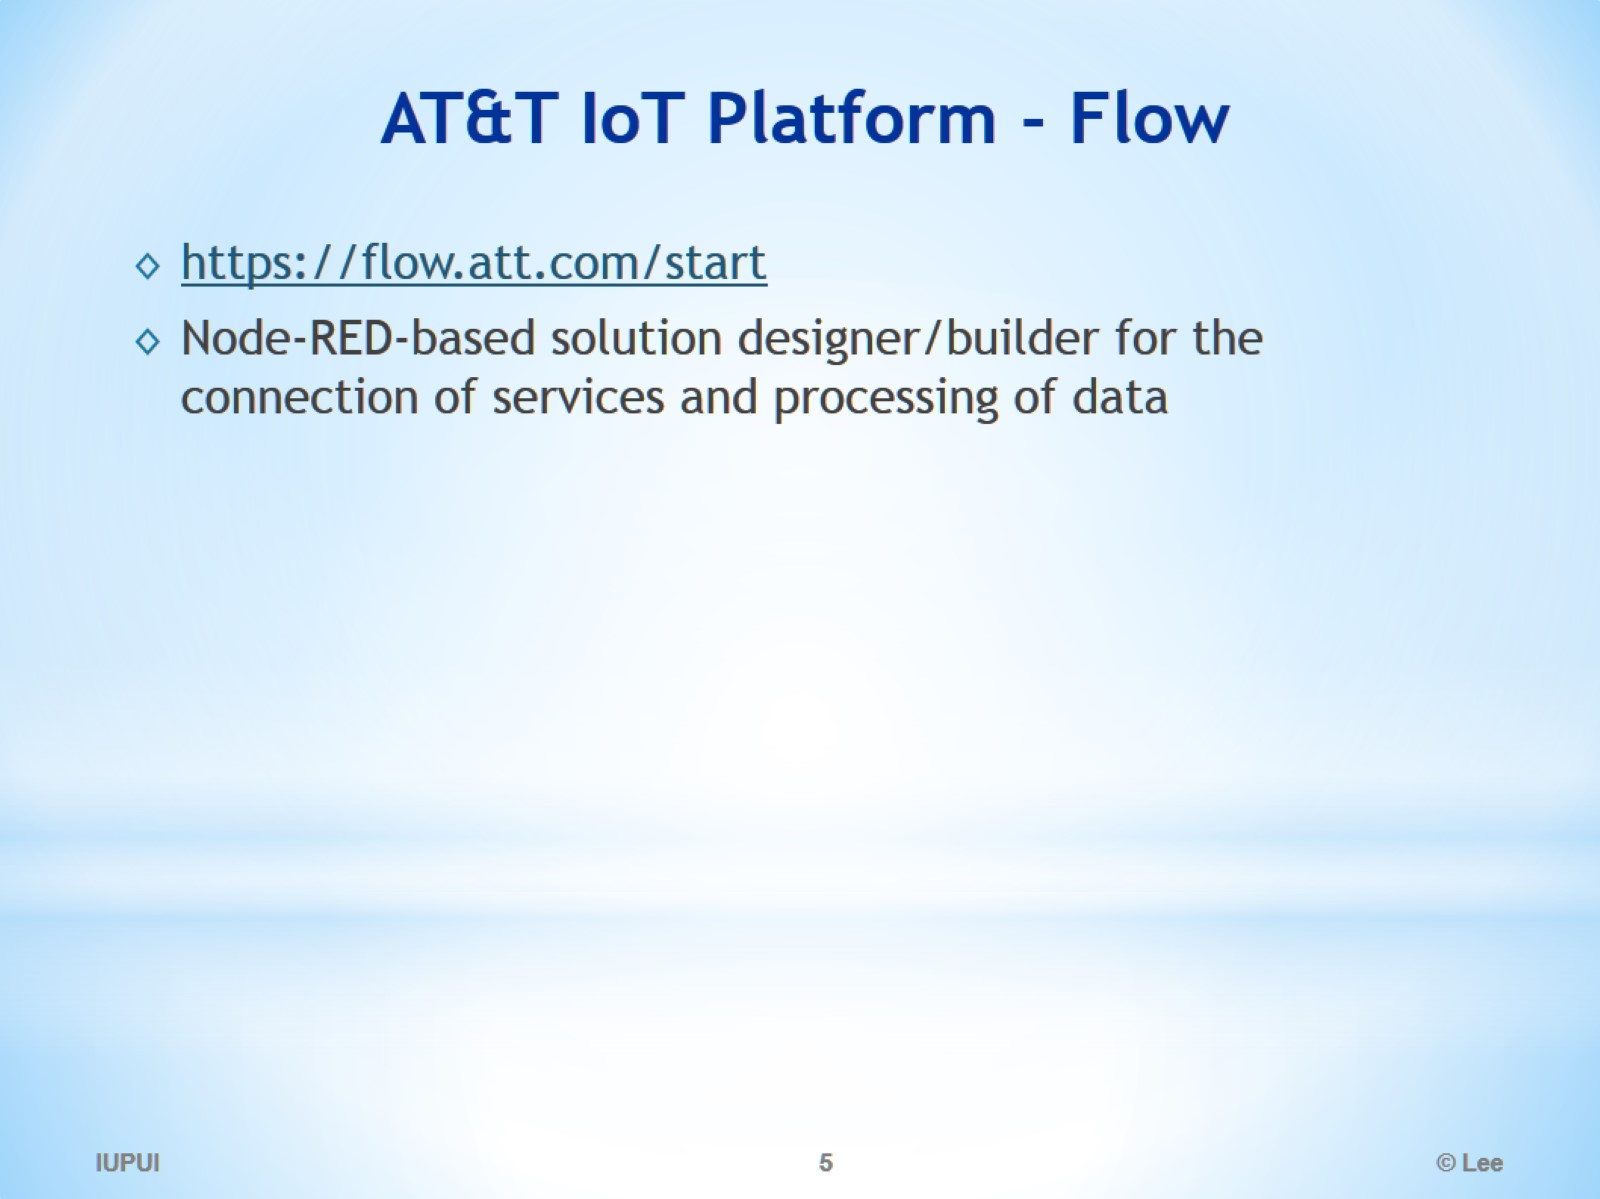 AT&T IoT Platform - Flow
◇ https://flow.att.com/start
◇ Node-RED-based solution designer/builder for the
connection of services and processing of data
IUPUI 5 © Lee